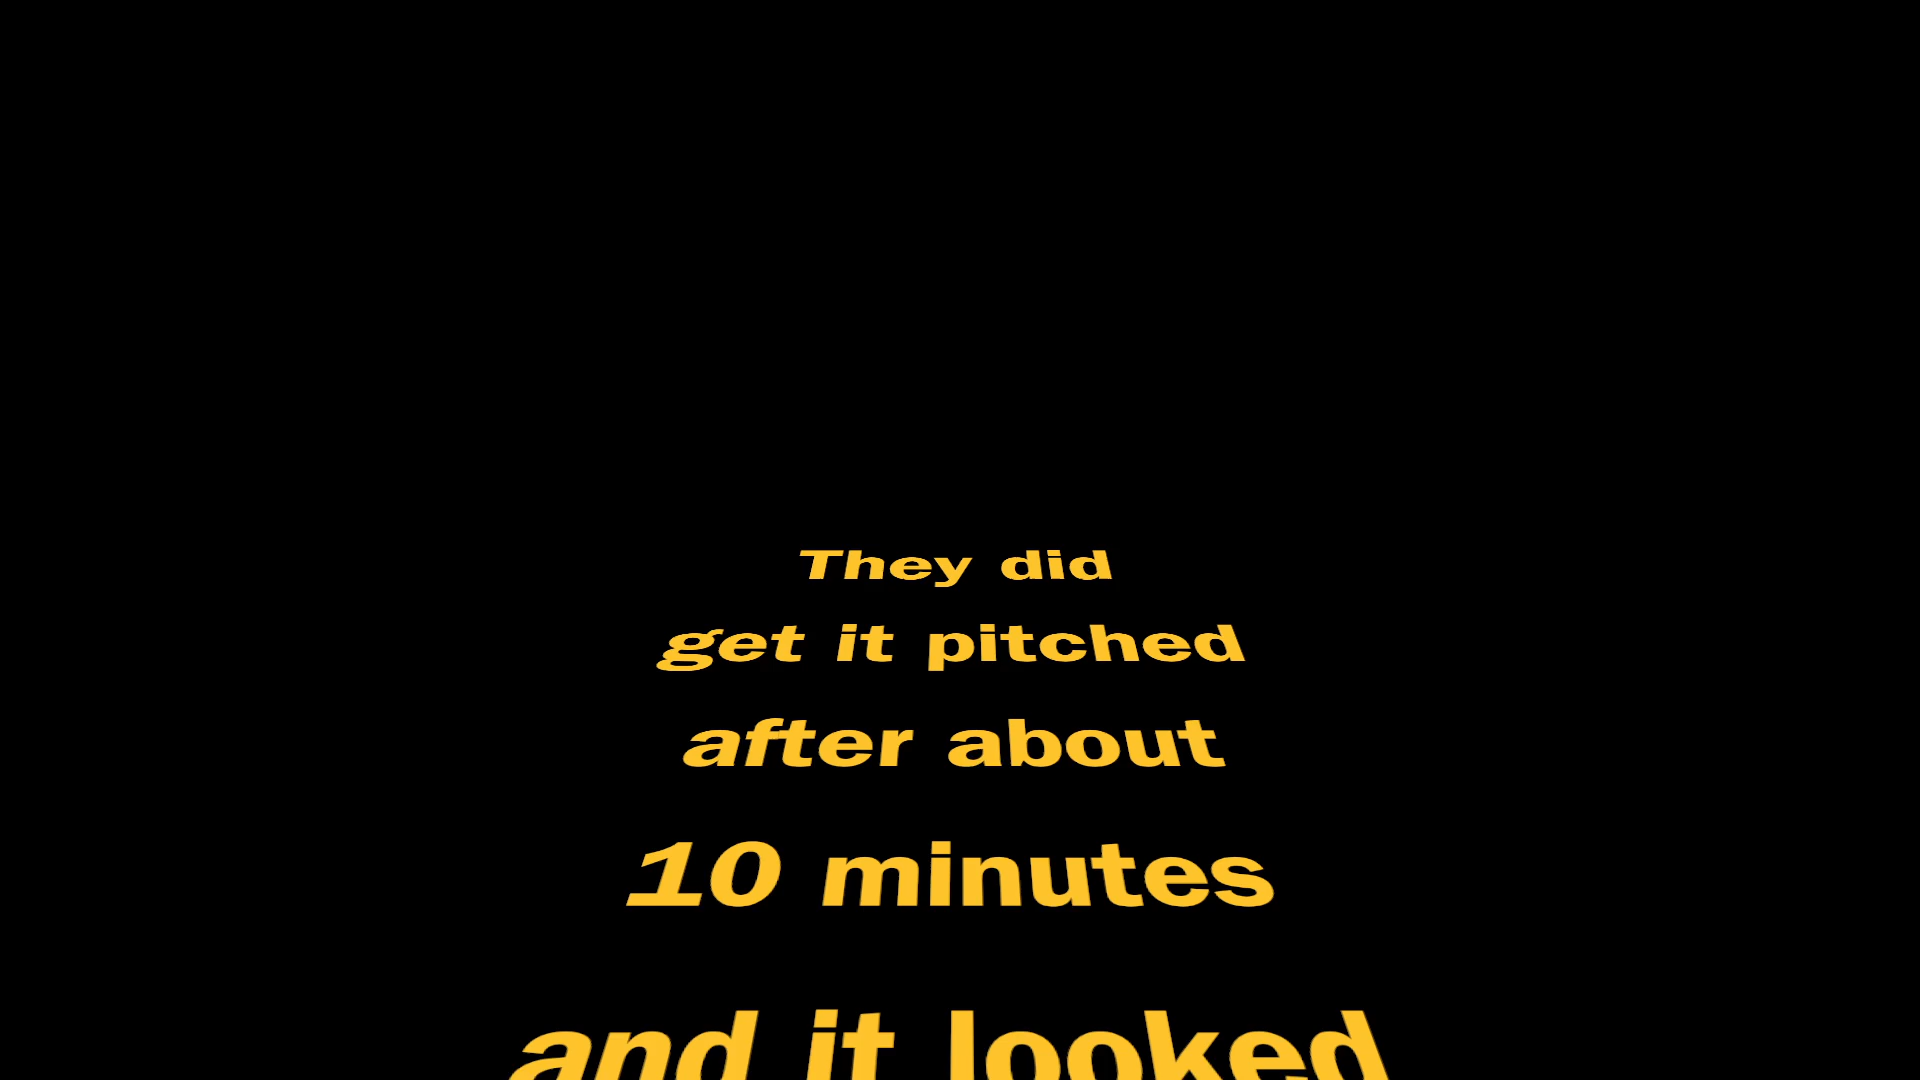 They did
get it pitched
after about
10 minutes
and it looked